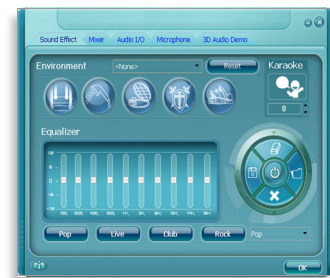 Sound Effect Mixer Audio I/O Microphone 3D Audio Demo
Environment <None> Reset Karaoke
0
Equalizer
Pop Live Club Rock Pop
OK